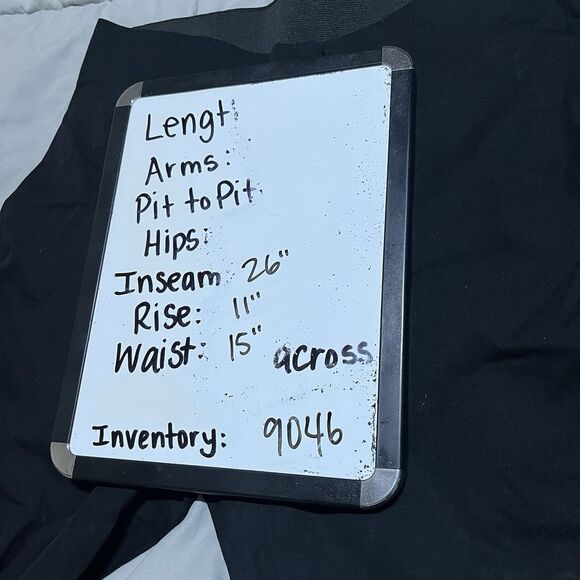 Lengt
Arms:
Pit to Pit
Hips:
Inseam 26"
Rise: 11"
Waist: 15" across
Inventory: 9046